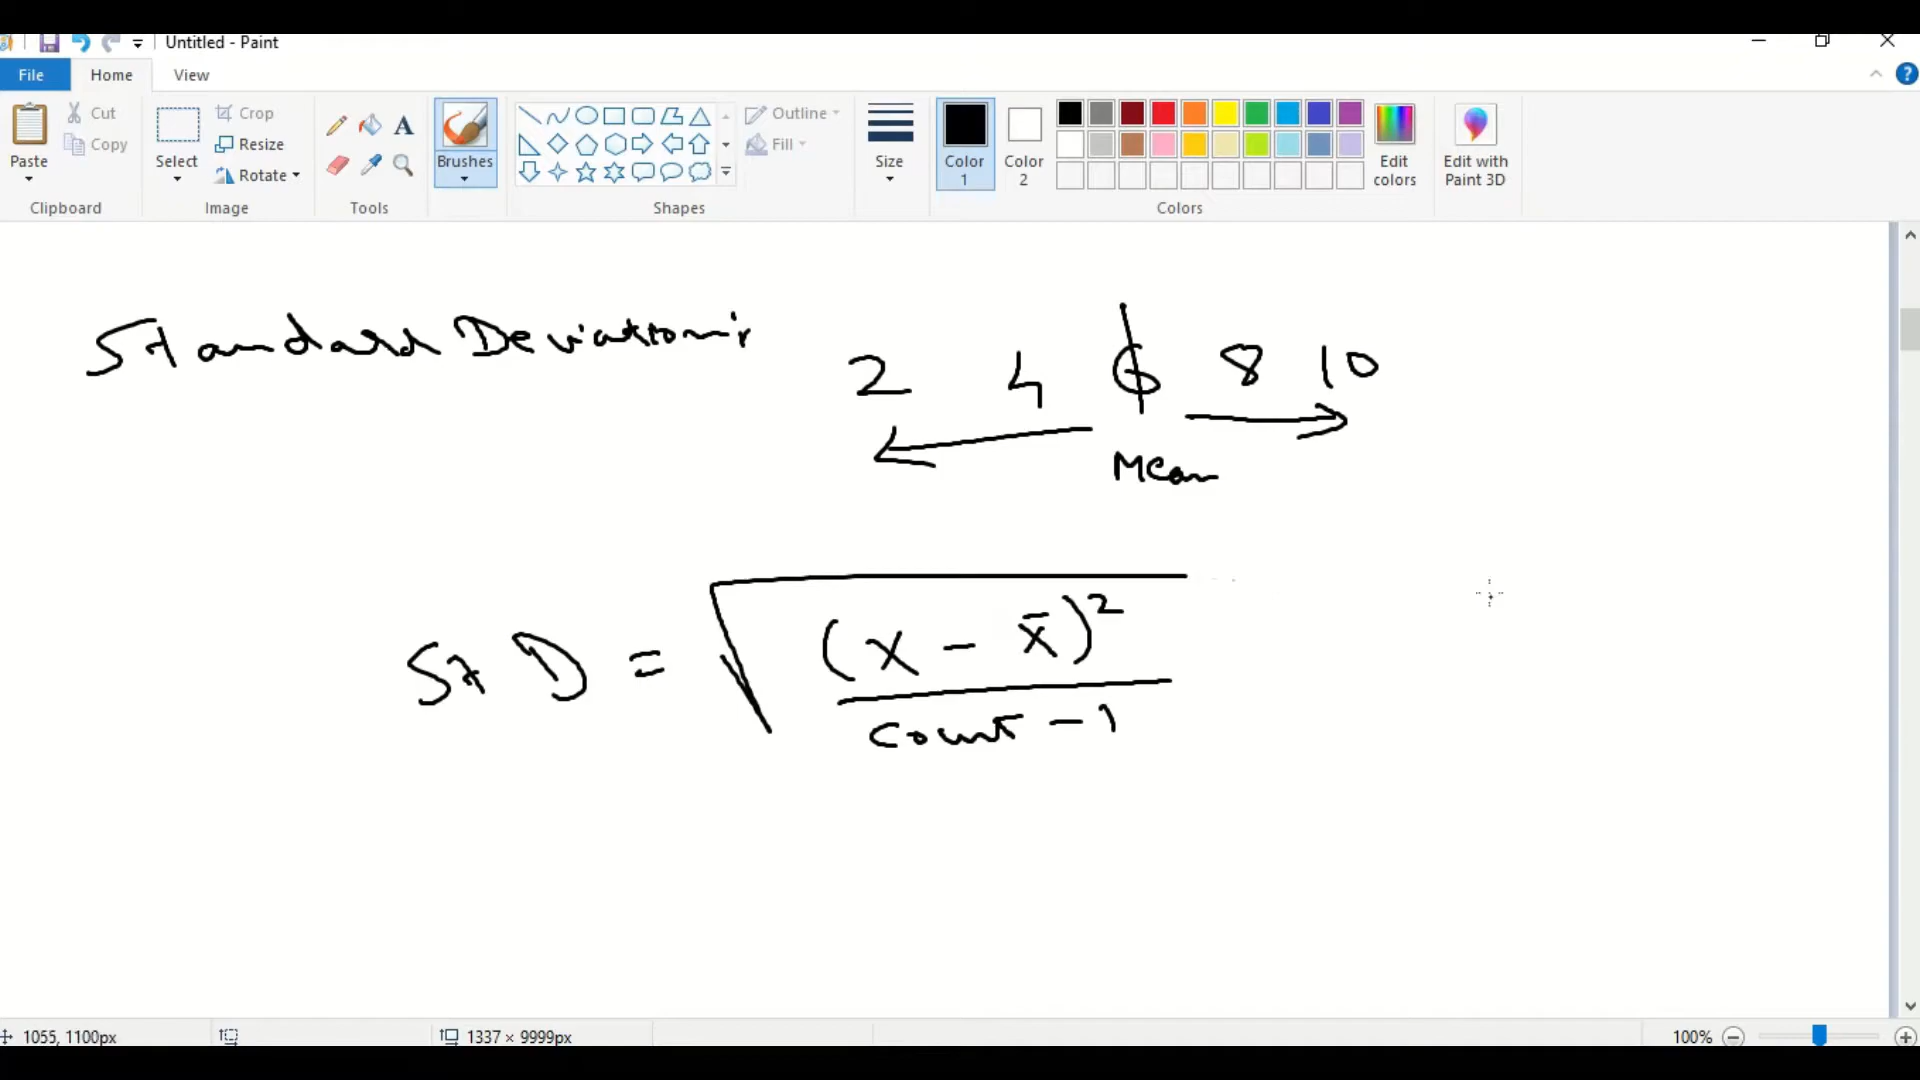 Untitled - Paint
File Home View
Paste Cut Copy Select Crop Resize Rotate A Brushes Outline Fill Size Color 1 Color 2 Edit colors Edit with Paint 3D ?
Clipboard Image Tools Shapes Colors
Standard Deviation:
2 4 6 8 10
Mean
St D = √
(x - x̄)²
count - 1
1055, 1100px 1337 × 9999px 100%